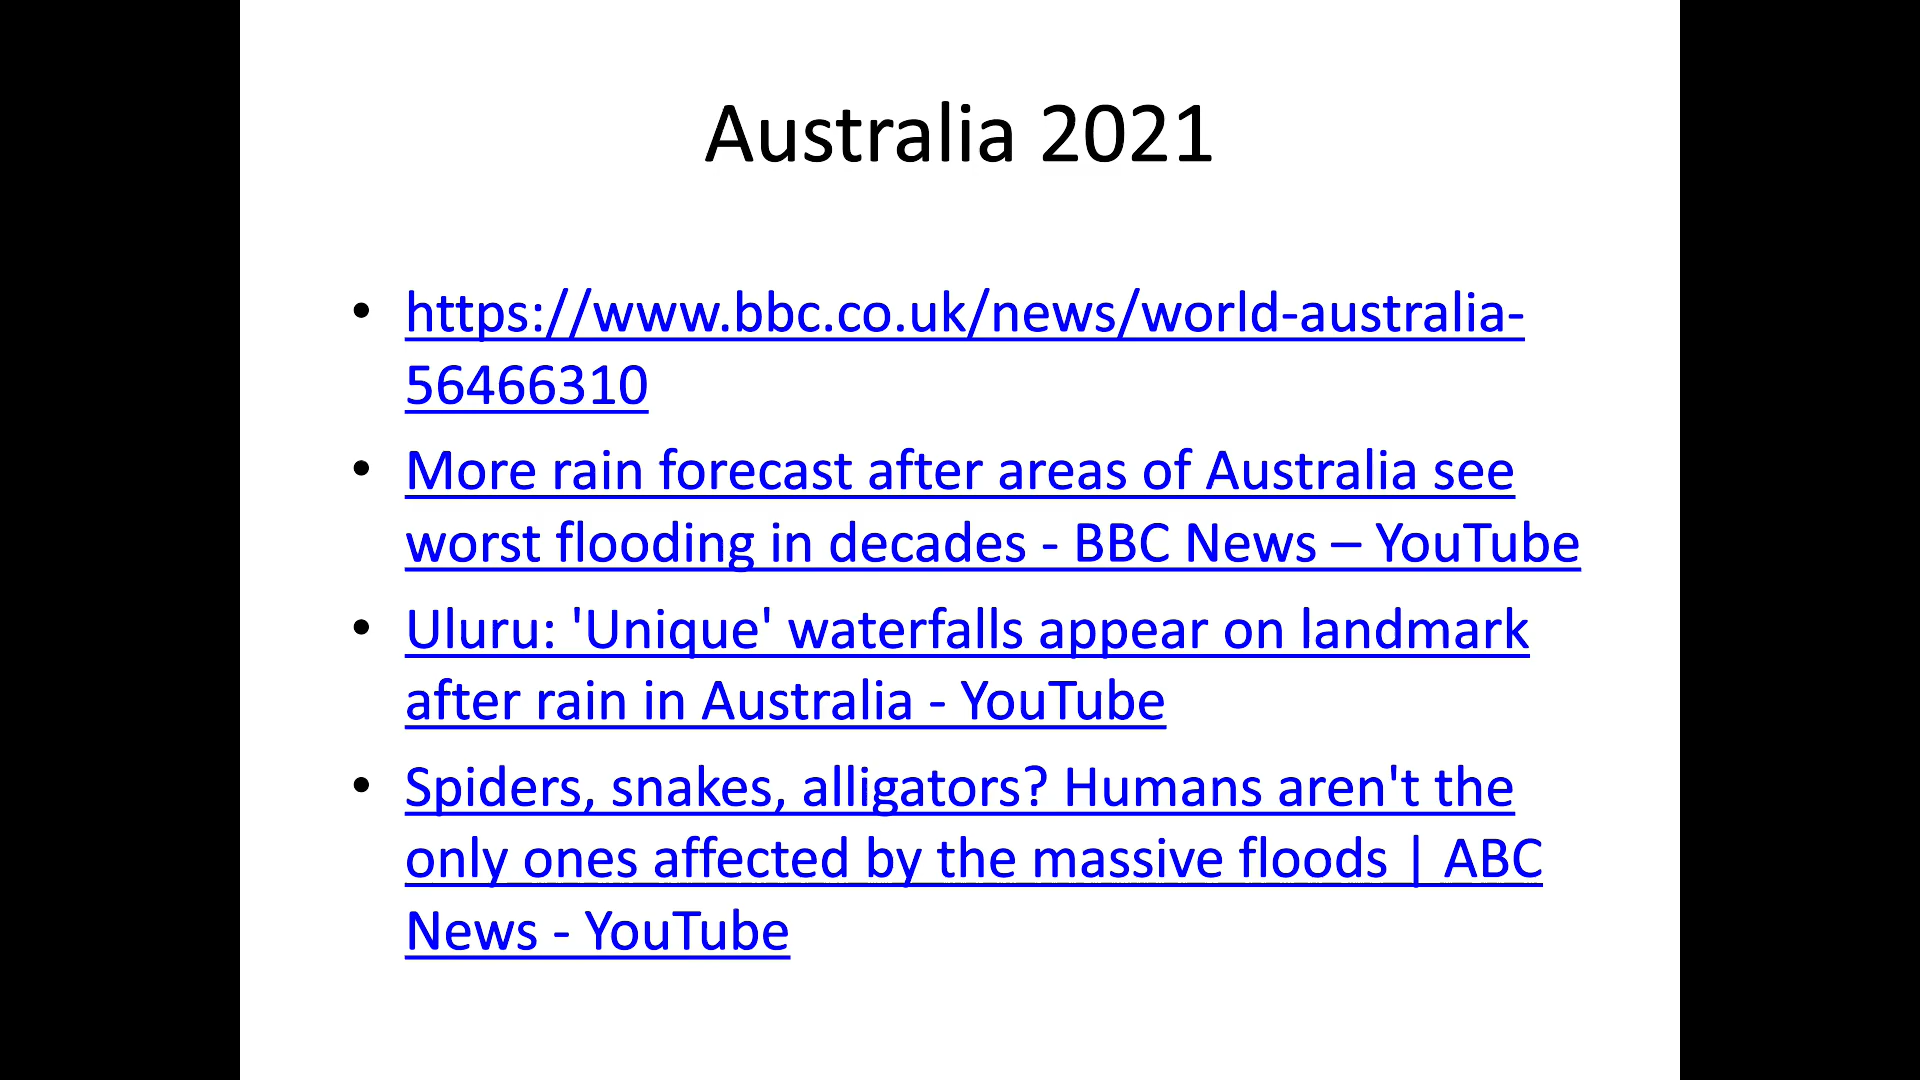 Australia 2021
• https://www.bbc.co.uk/news/world-australia-
56466310
• More rain forecast after areas of Australia see
worst flooding in decades - BBC News – YouTube
• Uluru: 'Unique' waterfalls appear on landmark
after rain in Australia - YouTube
• Spiders, snakes, alligators? Humans aren't the
only ones affected by the massive floods | ABC
News - YouTube